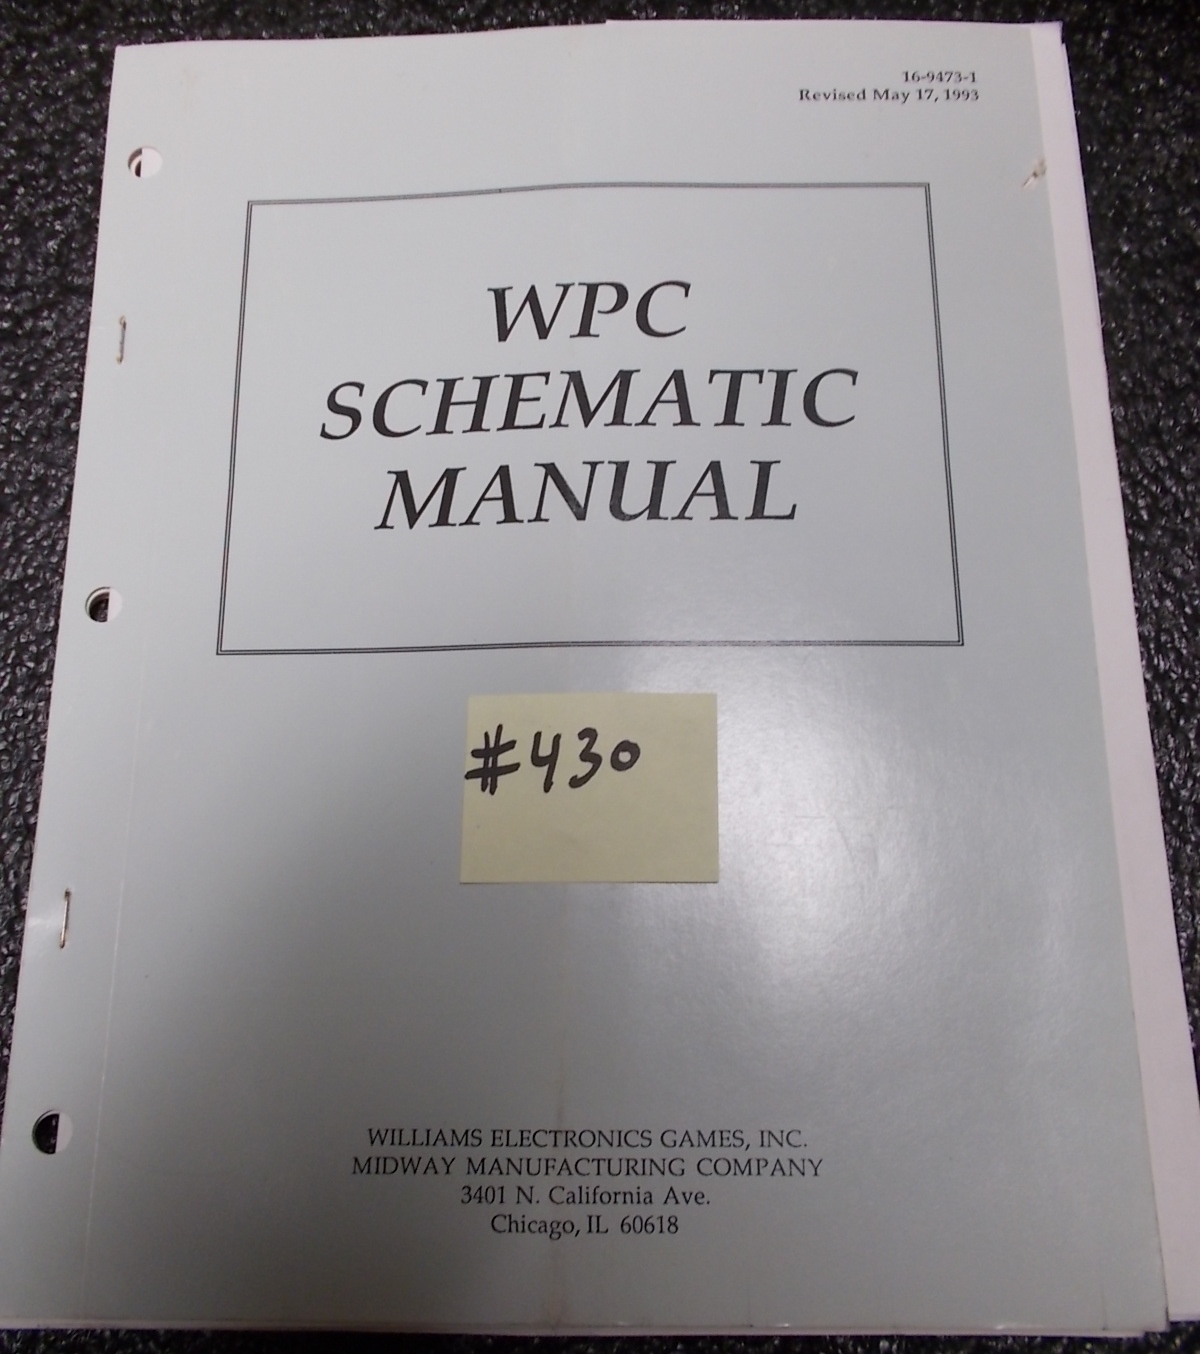 16-9473-1
Revised May 17, 1993
WPC
SCHEMATIC
MANUAL
#430
WILLIAMS ELECTRONICS GAMES, INC.
MIDWAY MANUFACTURING COMPANY
3401 N. California Ave.
Chicago, IL 60618